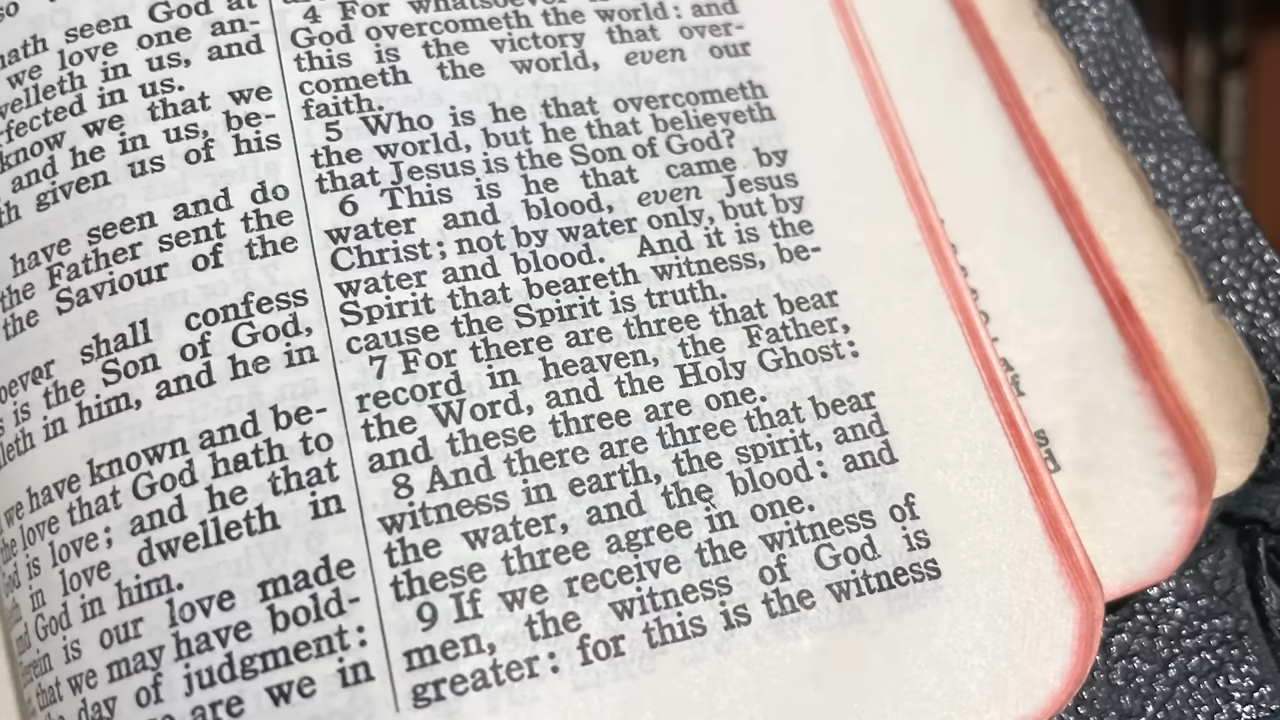 hath seen God at
we love one an-
in us, and
in us.
know we that we
and he in us, be-
given us of his
have seen and do
the Father sent the
the Saviour of the
shall confess
is the Son of God,
in him, and he in
we have known and be-
the love that God hath to
is love; and he that
in love dwelleth in
God in him.
is our love made
that we may have bold-
day of judgment:
are we in
4 For whatsoever
God overcometh the world: and
this is the victory that over-
cometh the world, even our
faith.
5 Who is he that overcometh
the world, but he that believeth
that Jesus is the Son of God?
6 This is he that came by
water and blood, even Jesus
Christ; not by water only, but by
water and blood. And it is the
Spirit that beareth witness, be-
cause the Spirit is truth.
7 For there are three that bear
record in heaven, the Father,
the Word, and the Holy Ghost:
and these three are one.
8 And there are three that bear
witness in earth, the spirit, and
the water, and the blood: and
these three agree in one.
9 If we receive the witness of
men, the witness of God is
greater: for this is the witness